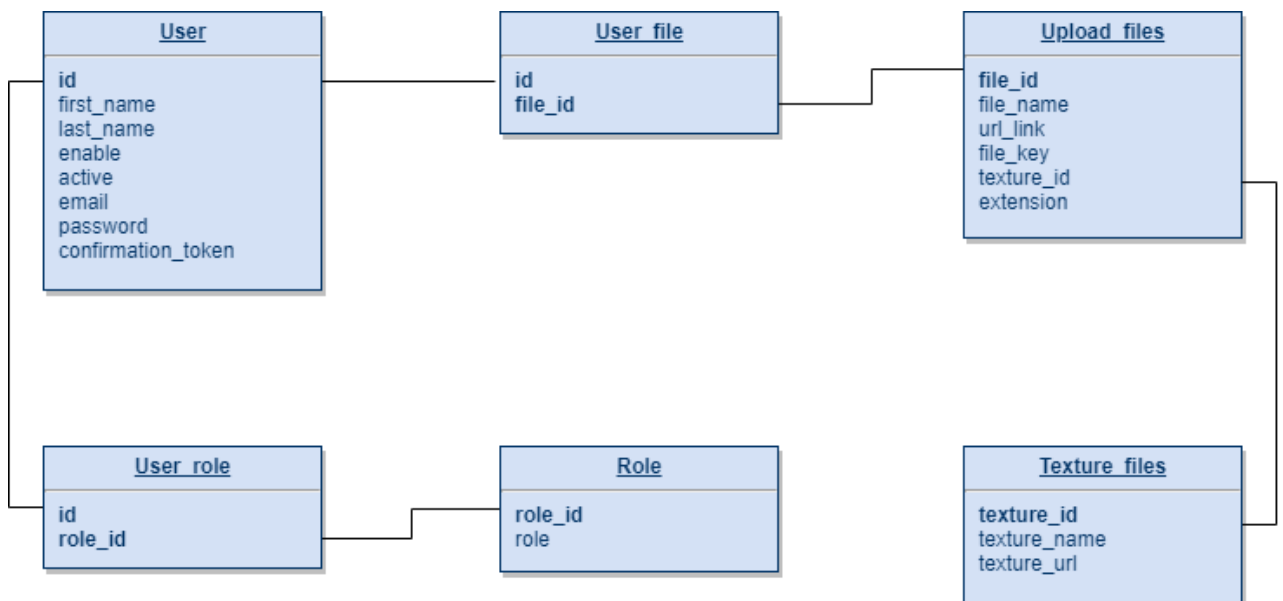 User
id
first_name
last_name
enable
active
email
password
confirmation_token
User_file
id
file_id
Upload_files
file_id
file_name
url_link
file_key
texture_id
extension
User_role
id
role_id
Role
role_id
role
Texture_files
texture_id
texture_name
texture_url